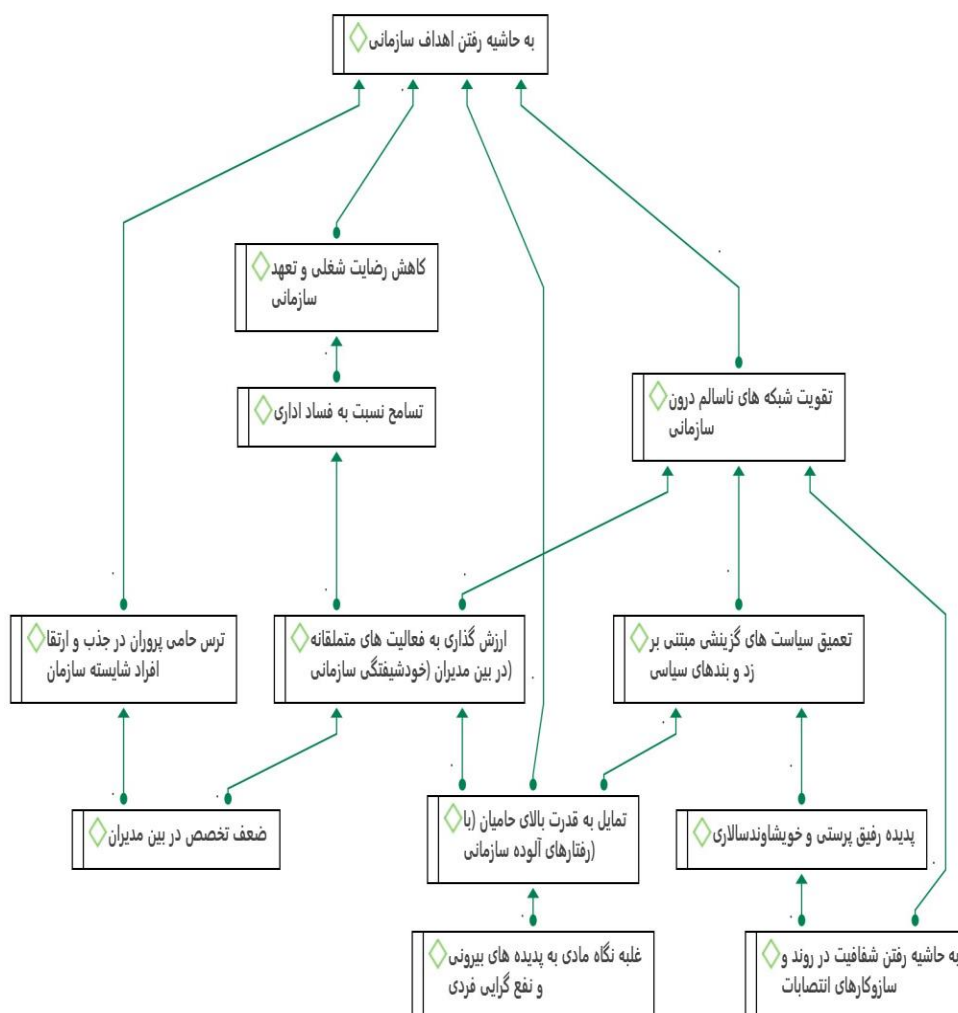 به حاشیه رفتن اهداف سازمانی
کاهش رضایت شغلی و تعهد
سازمانی
تسامح نسبت به فساد اداری
تقویت شبکه های ناسالم درون
سازمانی
تعمیق سیاست های گزینشی مبتنی بر
زد و بندهای سیاسی
ارزش گذاری به فعالیت های متملقانه
(در بین مدیران (خودشیفتگی سازمانی
ترس حامی پروران در جذب و ارتقا
افراد شایسته سازمان
پدیده رفیق پرستی و خویشاوندسالاری
تمایل به قدرت بالای حامیان (با
(رفتارهای آلوده سازمانی
ضعف تخصص در بین مدیران
به حاشیه رفتن شفافیت در روند و
سازوکارهای انتصابات
غلبه نگاه مادی به پدیده های بیرونی
و نفع گرایی فردی